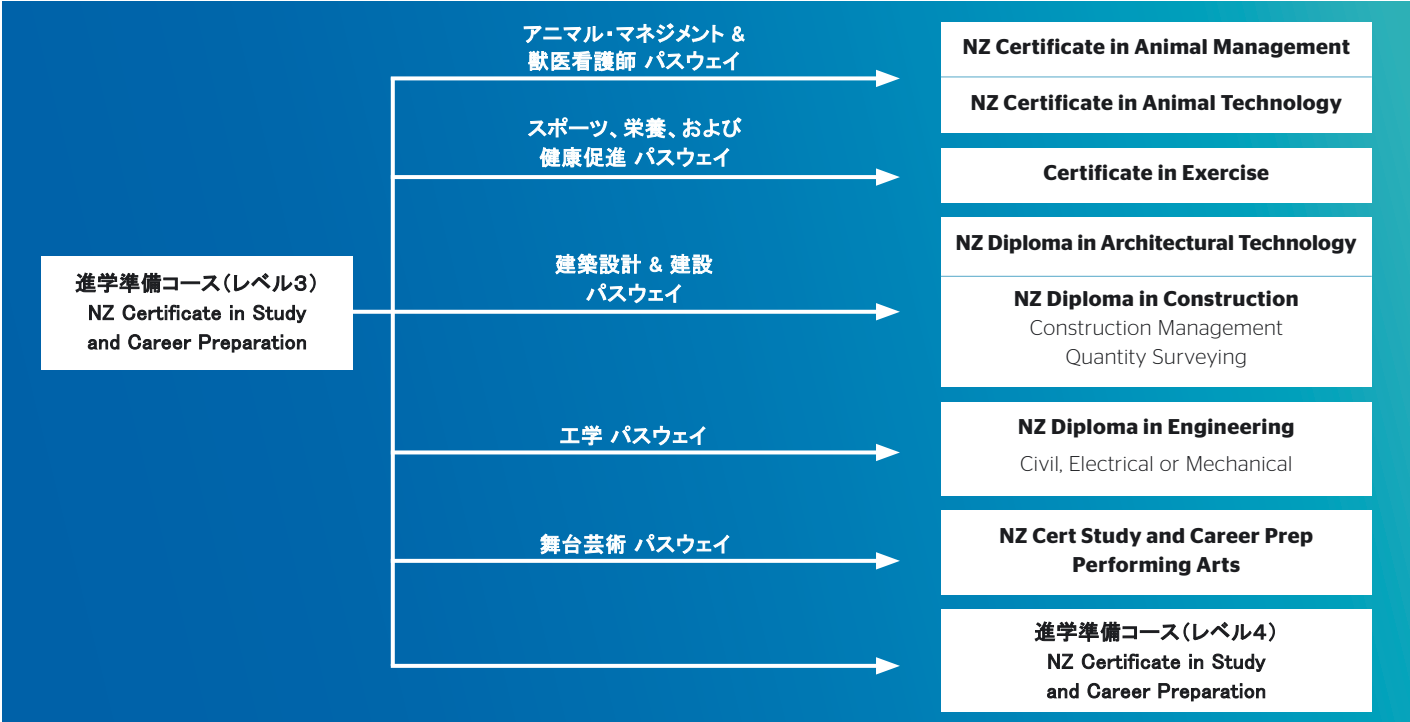 進学準備コース（レベル3）
NZ Certificate in Study
and Career Preparation
アニマル・マネジメント &
獣医看護師 パスウェイ
NZ Certificate in Animal Management
NZ Certificate in Animal Technology
スポーツ、栄養、および
健康促進 パスウェイ
Certificate in Exercise
建築設計 & 建設
パスウェイ
NZ Diploma in Architectural Technology
NZ Diploma in Construction
Construction Management
Quantity Surveying
工学 パスウェイ
NZ Diploma in Engineering
Civil, Electrical or Mechanical
舞台芸術 パスウェイ
NZ Cert Study and Career Prep
Performing Arts
進学準備コース（レベル4）
NZ Certificate in Study
and Career Preparation